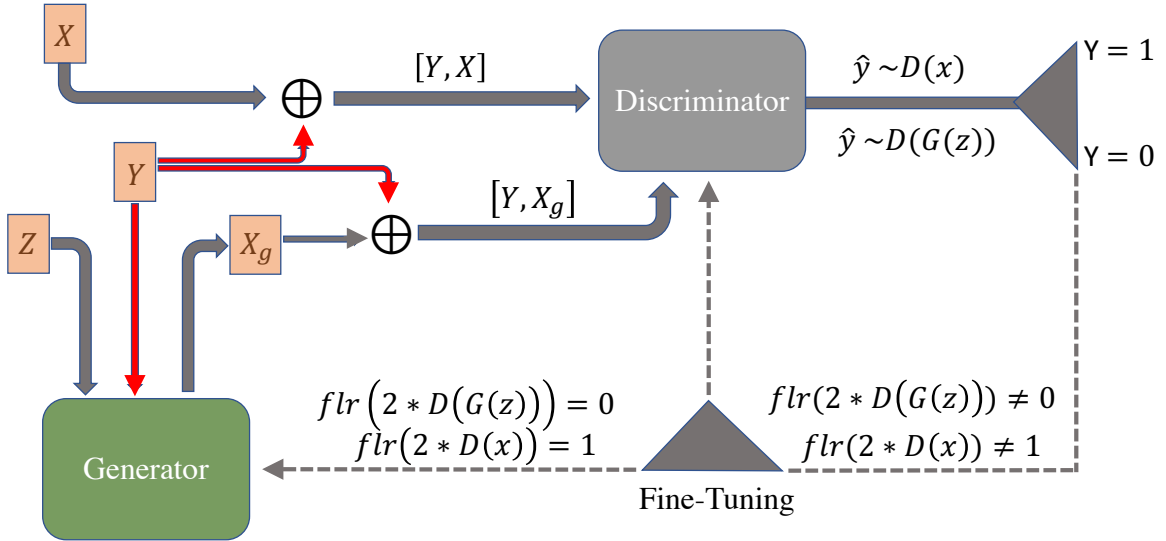 X
[Y, X]
Discriminator
ŷ ~D(x)
Y = 1
ŷ ~D(G(z))
Y = 0
Y
[Y, X_g]
Z
X_g
flr(2 * D(G(z))) = 0
flr(2 * D(x)) = 1
flr(2 * D(G(z))) ≠ 0
flr(2 * D(x)) ≠ 1
Generator
Fine-Tuning